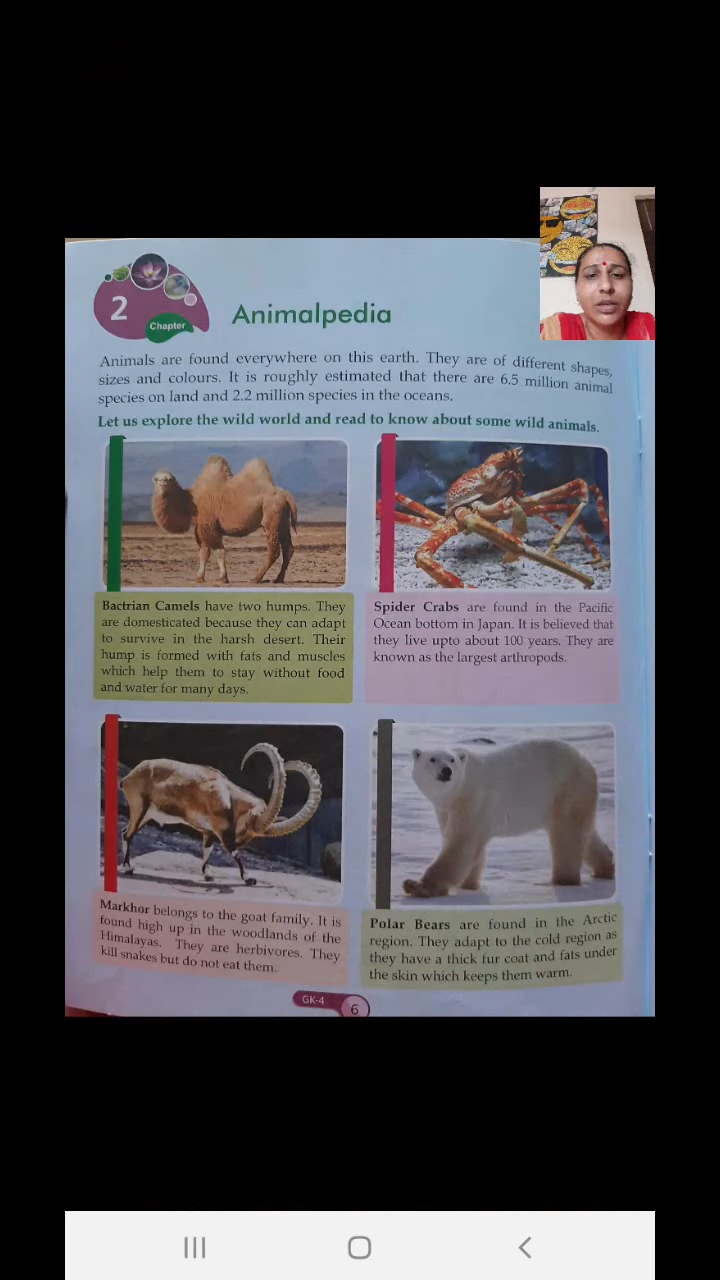 2
Chapter
Animalpedia
Animals are found everywhere on this earth. They are of different shapes,
sizes and colours. It is roughly estimated that there are 6.5 million animal
species on land and 2.2 million species in the oceans.
Let us explore the wild world and read to know about some wild animals.
Bactrian Camels have two humps. They
are domesticated because they can adapt
to survive in the harsh desert. Their
hump is formed with fats and muscles
which help them to stay without food
and water for many days.
Spider Crabs are found in the Pacific
Ocean bottom in Japan. It is believed that
they live upto about 100 years. They are
known as the largest arthropods.
Markhor belongs to the goat family. It is
found high up in the woodlands of the
Himalayas. They are herbivores. They
kill snakes but do not eat them.
Polar Bears are found in the Arctic
region. They adapt to the cold region as
they have a thick fur coat and fats under
the skin which keeps them warm.
GK-4
6